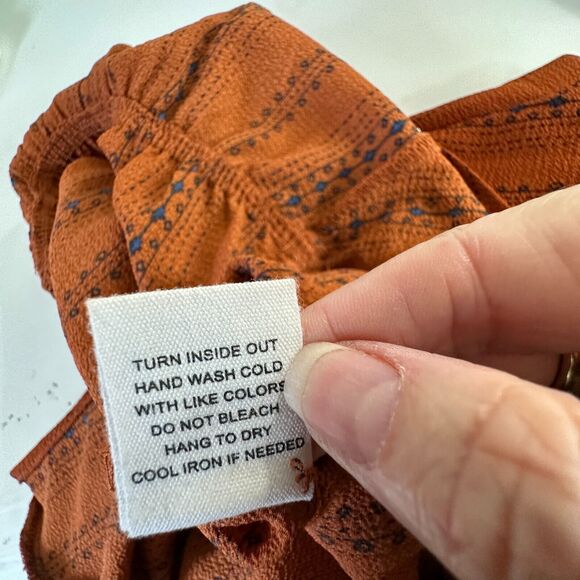 TURN INSIDE OUT
HAND WASH COLD
WITH LIKE COLORS
DO NOT BLEACH
HANG TO DRY
COOL IRON IF NEEDED